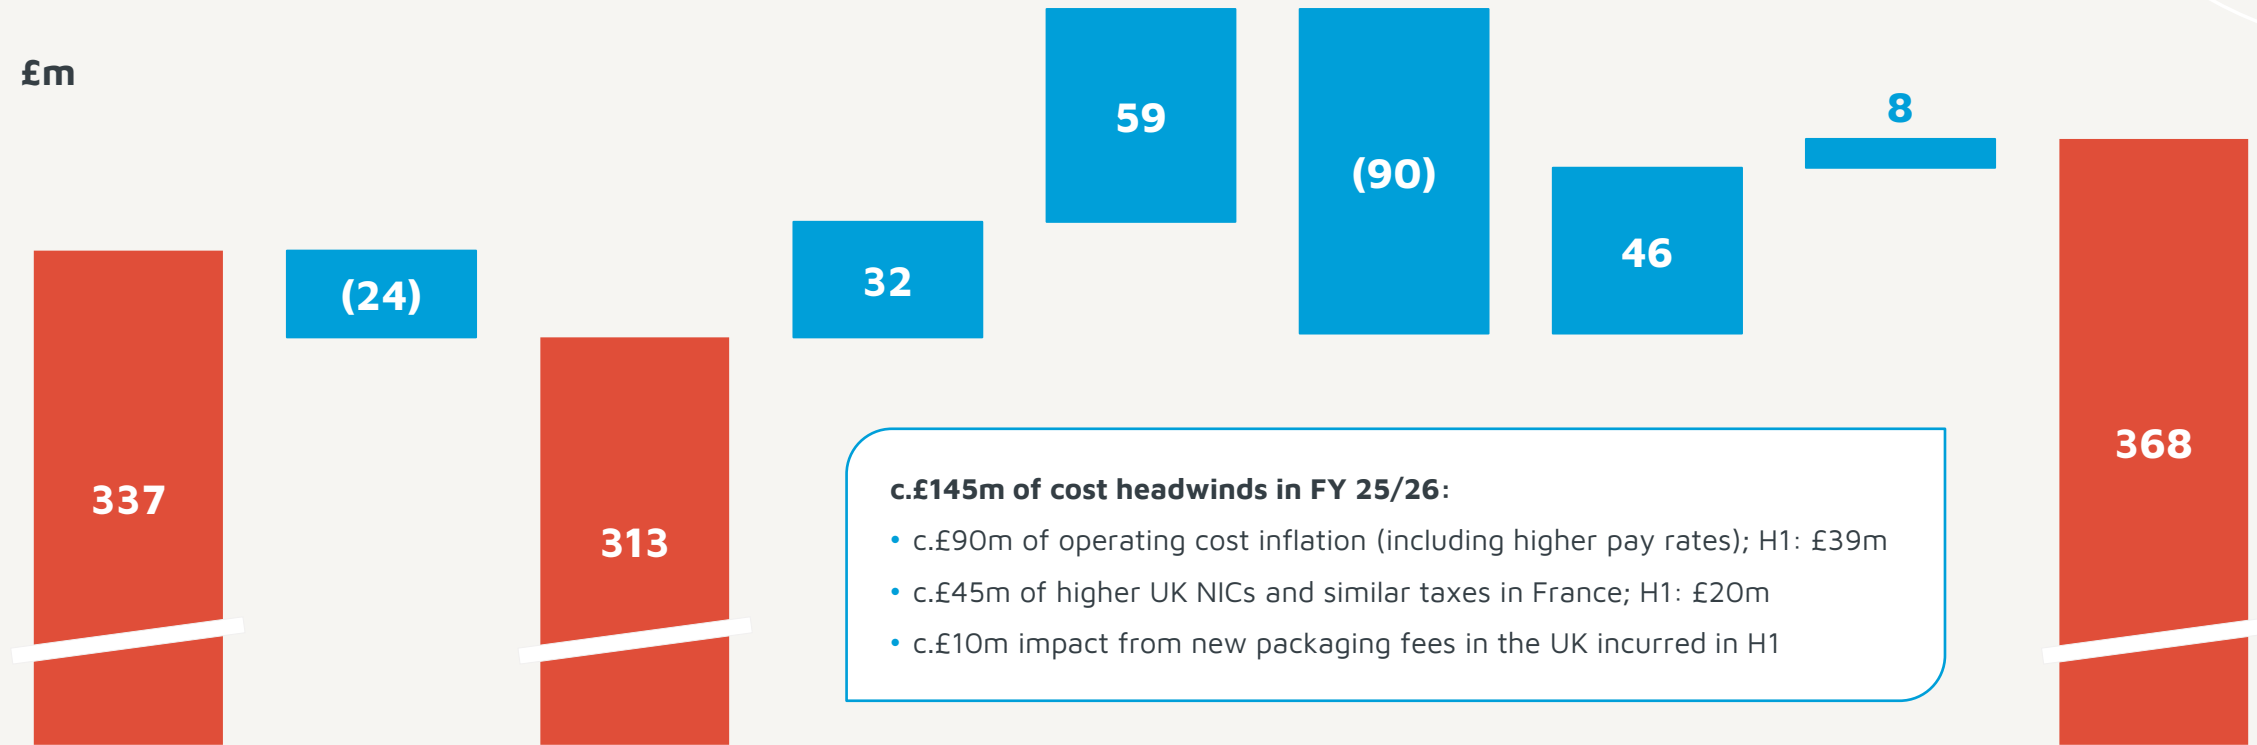 £m
337
(24)
313
32
59
(90)
46
8
368
c.£145m of cost headwinds in FY 25/26:
• c.£90m of operating cost inflation (including higher pay rates); H1: £39m
• c.£45m of higher UK NICs and similar taxes in France; H1: £20m
• c.£10m impact from new packaging fees in the UK incurred in H1